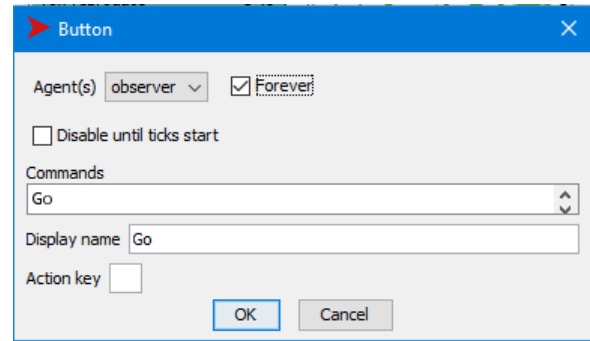 Button
Agent(s) observer Forever
Disable until ticks start
Commands
Go
Display name Go
Action key
OK Cancel